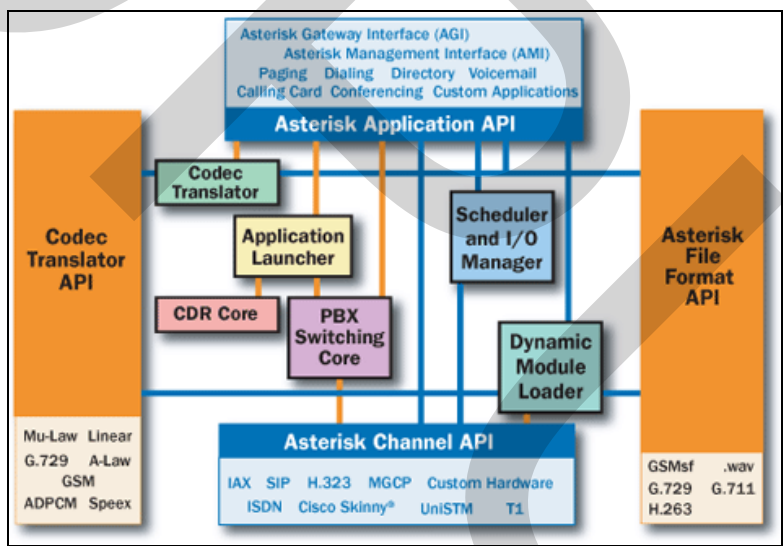 Asterisk Gateway Interface (AGI)
Asterisk Management Interface (AMI)
Paging Dialing Directory Voicemail
Calling Card Conferencing Custom Applications
Asterisk Application API
Codec
Translator
API
Mu-Law Linear
G.729 A-Law
GSM
ADPCM Speex
Codec
Translator
Application
Launcher
CDR Core
PBX
Switching
Core
Scheduler
and I/O
Manager
Dynamic
Module
Loader
Asterisk
File
Format
API
GSMsf .wav
G.729 G.711
H.263
Asterisk Channel API
IAX SIP H.323 MGCP Custom Hardware
ISDN Cisco Skinny® UniSTM T1